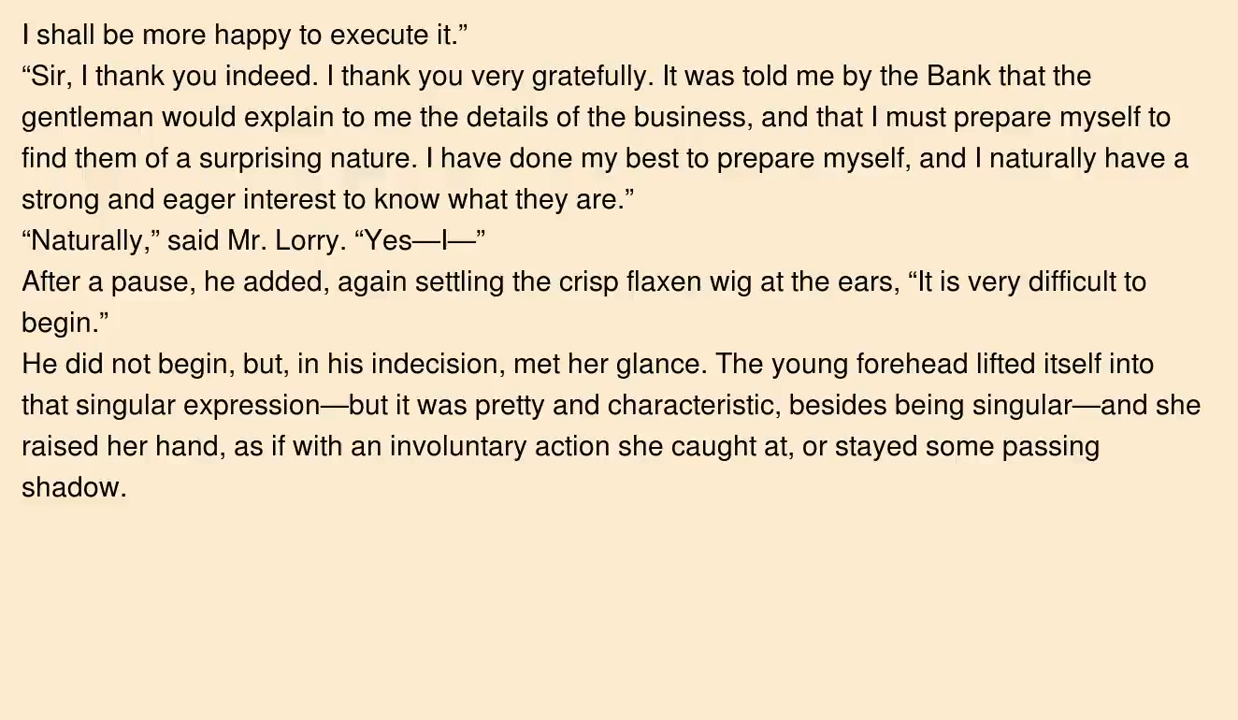 I shall be more happy to execute it.”
“Sir, I thank you indeed. I thank you very gratefully. It was told me by the Bank that the
gentleman would explain to me the details of the business, and that I must prepare myself to
find them of a surprising nature. I have done my best to prepare myself, and I naturally have a
strong and eager interest to know what they are.”
“Naturally,” said Mr. Lorry. “Yes—I—”
After a pause, he added, again settling the crisp flaxen wig at the ears, “It is very difficult to
begin.”
He did not begin, but, in his indecision, met her glance. The young forehead lifted itself into
that singular expression—but it was pretty and characteristic, besides being singular—and she
raised her hand, as if with an involuntary action she caught at, or stayed some passing
shadow.